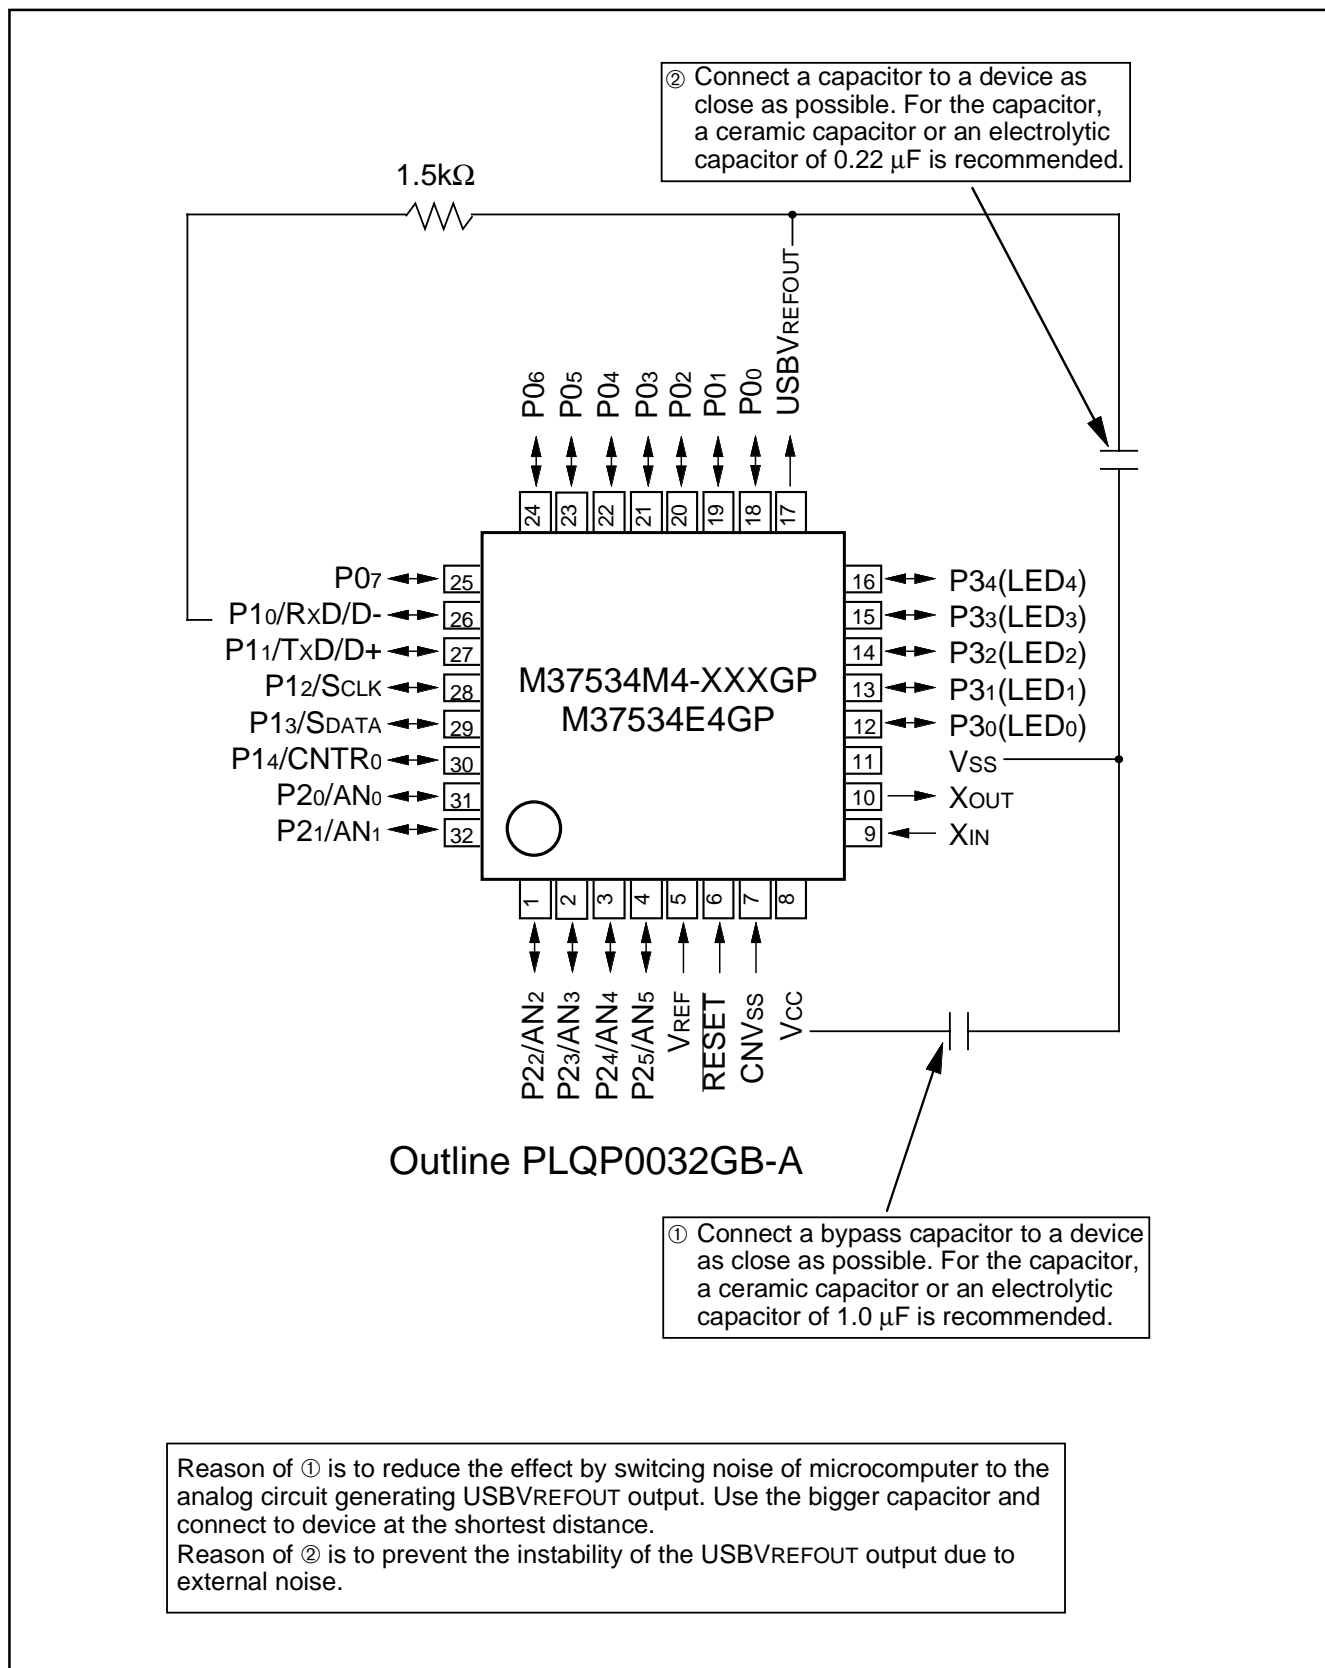 ② Connect a capacitor to a device as
close as possible. For the capacitor,
a ceramic capacitor or an electrolytic
capacitor of 0.22 μF is recommended.
1.5kΩ
P06
P05
P04
P03
P02
P01
P00
USBVREFOUT
24
23
22
21
20
19
18
17
P07
25
P10/RXD/D-
26
P11/TXD/D+
27
P12/SCLK
28
P13/SDATA
29
P14/CNTR0
30
P20/AN0
31
P21/AN1
32
M37534M4-XXXGP
M37534E4GP
16
P34(LED4)
15
P33(LED3)
14
P32(LED2)
13
P31(LED1)
12
P30(LED0)
11
VSS
10
XOUT
9
XIN
1
2
3
4
5
6
7
8
P22/AN2
P23/AN3
P24/AN4
P25/AN5
VREF
RESET
CNVSS
VCC
Outline PLQP0032GB-A
① Connect a bypass capacitor to a device
as close as possible. For the capacitor,
a ceramic capacitor or an electrolytic
capacitor of 1.0 μF is recommended.
Reason of ① is to reduce the effect by switcing noise of microcomputer to the
analog circuit generating USBVREFOUT output. Use the bigger capacitor and
connect to device at the shortest distance.
Reason of ② is to prevent the instability of the USBVREFOUT output due to
external noise.